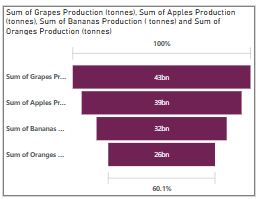 Sum of Grapes Production (tonnes), Sum of Apples Production
(tonnes), Sum of Bananas Production ( tonnes) and Sum of
Oranges Production (tonnes)
100%
Sum of Grapes Pr... 43bn
Sum of Apples Pr... 39bn
Sum of Bananas ... 32bn
Sum of Oranges ... 26bn
60.1%